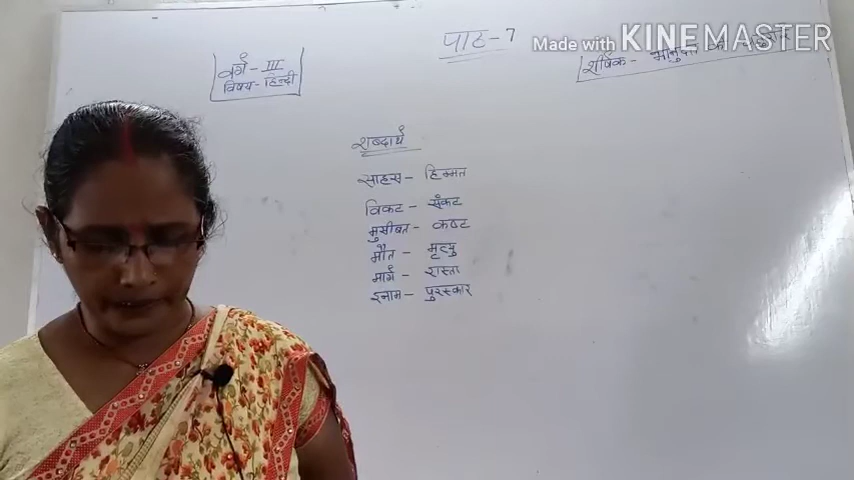 पाठ-7
Made with KINEMASTER
वर्ग-III
विषय-हिन्दी
शीर्षक-
शब्दार्थ
साहस - हिम्मत
विकट - संकट
मुसीबत - कष्ट
मौत - मृत्यु
मार्ग - रास्ता
इनाम - पुरस्कार